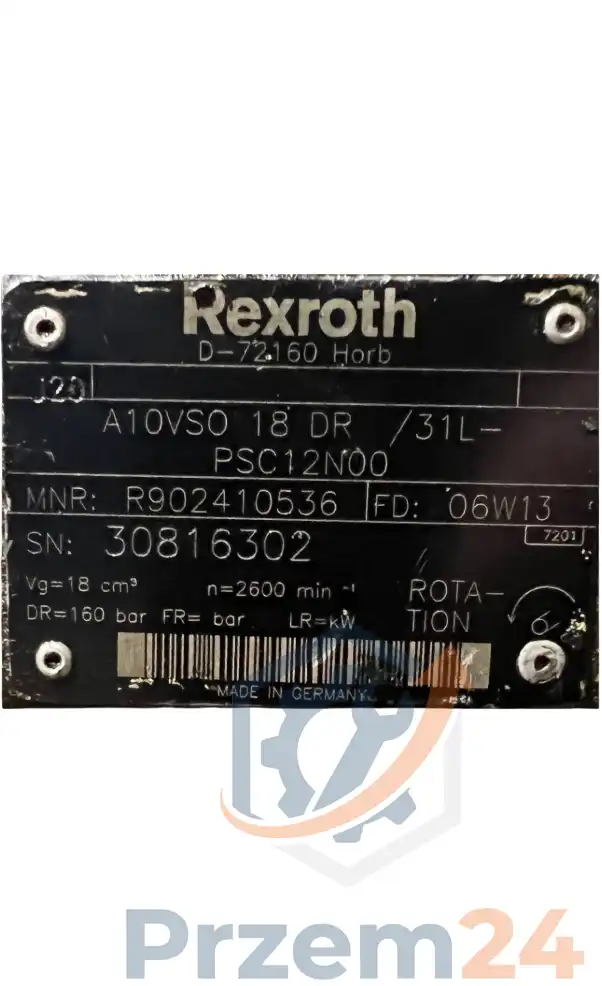 Rexroth
D-72160 Horb
J20
A10VSO 18 DR /31L-
PSC12N00
MNR: R902410536 FD: 06W13
7201
SN: 30816302
Vg=18 cm³ n=2600 min⁻¹ ROTA-
DR=160 bar FR= bar LR=kW TION
MADE IN GERMANY
Przem24